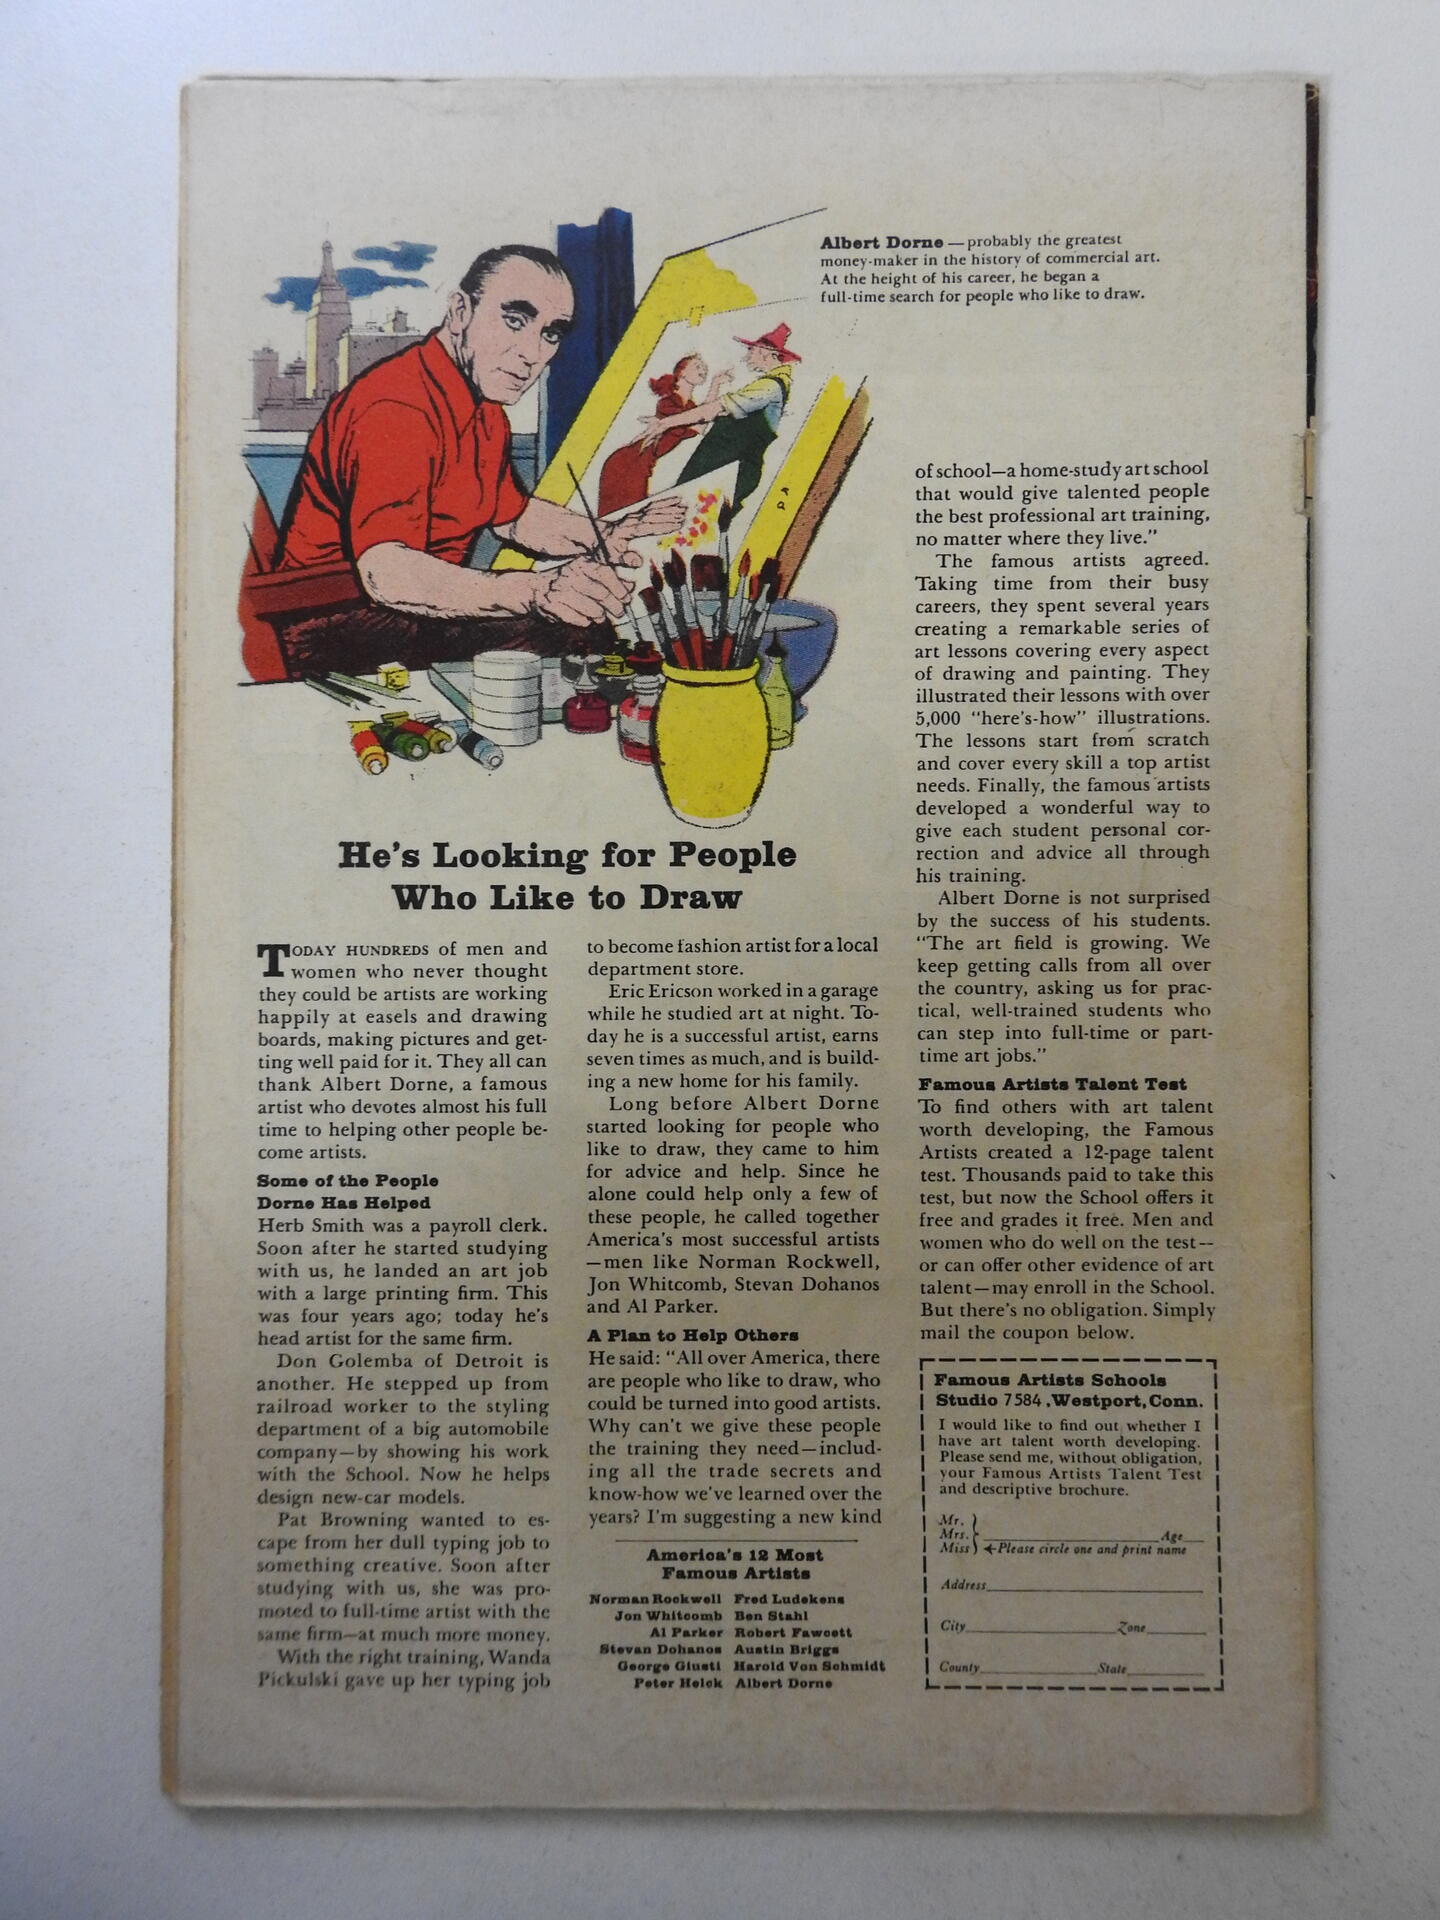 Albert Dorne — probably the greatest
money-maker in the history of commercial art.
At the height of his career, he began a
full-time search for people who like to draw.
He's Looking for People
Who Like to Draw
TODAY HUNDREDS of men and
women who never thought
they could be artists are working
happily at easels and drawing
boards, making pictures and get-
ting well paid for it. They all can
thank Albert Dorne, a famous
artist who devotes almost his full
time to helping other people be-
come artists.
Some of the People
Dorne Has Helped
Herb Smith was a payroll clerk.
Soon after he started studying
with us, he landed an art job
with a large printing firm. This
was four years ago; today he's
head artist for the same firm.
Don Golemba of Detroit is
another. He stepped up from
railroad worker to the styling
department of a big automobile
company—by showing his work
with the School. Now he helps
design new-car models.
Pat Browning wanted to es-
cape from her dull typing job to
something creative. Soon after
studying with us, she was pro-
moted to full-time artist with the
same firm—at much more money.
With the right training, Wanda
Pickulski gave up her typing job
to become fashion artist for a local
department store.
Eric Ericson worked in a garage
while he studied art at night. To-
day he is a successful artist, earns
seven times as much, and is build-
ing a new home for his family.
Long before Albert Dorne
started looking for people who
like to draw, they came to him
for advice and help. Since he
alone could help only a few of
these people, he called together
America's most successful artists
—men like Norman Rockwell,
Jon Whitcomb, Stevan Dohanos
and Al Parker.
A Plan to Help Others
He said: "All over America, there
are people who like to draw, who
could be turned into good artists.
Why can't we give these people
the training they need—includ-
ing all the trade secrets and
know-how we've learned over the
years? I'm suggesting a new kind
America's 12 Most
Famous Artists
Norman Rockwell Fred Ludekens
Jon Whitcomb Ben Stahl
Al Parker Robert Fawcett
Stevan Dohanos Austin Briggs
George Giusti Harold Von Schmidt
Peter Helck Albert Dorne
of school—a home-study art school
that would give talented people
the best professional art training,
no matter where they live."
The famous artists agreed.
Taking time from their busy
careers, they spent several years
creating a remarkable series of
art lessons covering every aspect
of drawing and painting. They
illustrated their lessons with over
5,000 "here's-how" illustrations.
The lessons start from scratch
and cover every skill a top artist
needs. Finally, the famous artists
developed a wonderful way to
give each student personal cor-
rection and advice all through
his training.
Albert Dorne is not surprised
by the success of his students.
"The art field is growing. We
keep getting calls from all over
the country, asking us for prac-
tical, well-trained students who
can step into full-time or part-
time art jobs."
Famous Artists Talent Test
To find others with art talent
worth developing, the Famous
Artists created a 12-page talent
test. Thousands paid to take this
test, but now the School offers it
free and grades it free. Men and
women who do well on the test—
or can offer other evidence of art
talent—may enroll in the School.
But there's no obligation. Simply
mail the coupon below.
Famous Artists Schools
Studio 7584, Westport, Conn.
I would like to find out whether I
have art talent worth developing.
Please send me, without obligation,
your Famous Artists Talent Test
and descriptive brochure.
Mr.
Mrs. Age
Miss ←Please circle one and print name
Address
City Zone
County State